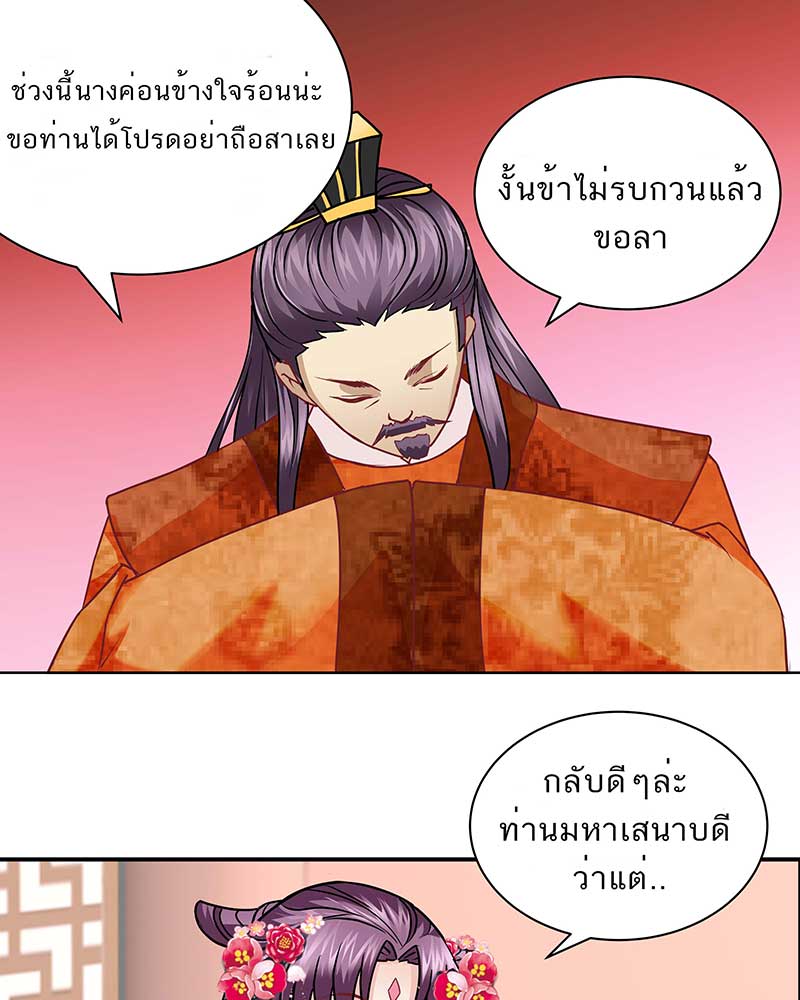 ช่วงนี้นางค่อนข้างใจร้อนน่ะ
ขอท่านได้โปรดอย่าถือสาเลย
งั้นข้าไม่รบกวนแล้ว
ขอลา
กลับดีๆล่ะ
ท่านมหาเสนาบดี
ว่าแต่..